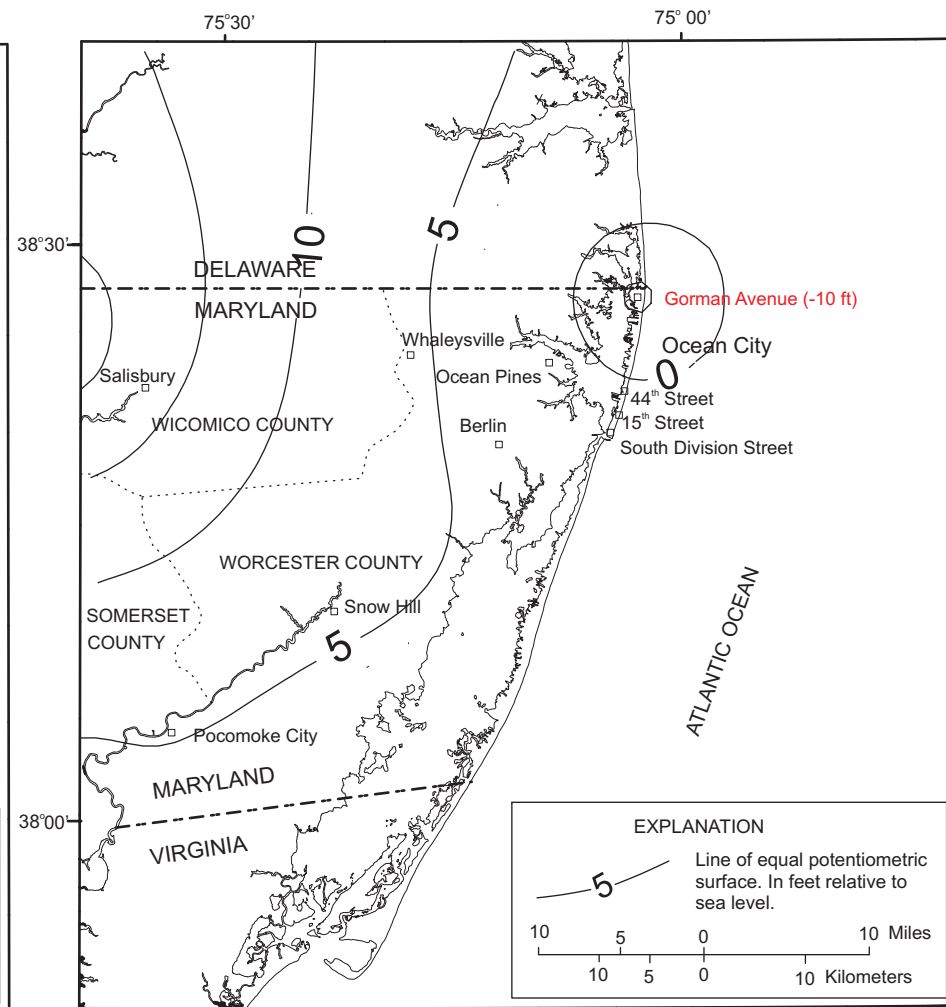 75° 30'
75° 00'
38° 30'
10
5
DELAWARE
MARYLAND
Gorman Avenue (-10 ft)
Whaleysville
Ocean City
Salisbury
Ocean Pines
0
44th Street
WICOMICO COUNTY
Berlin
15th Street
South Division Street
WORCESTER COUNTY
SOMERSET
COUNTY
Snow Hill
5
ATLANTIC OCEAN
Pocomoke City
MARYLAND
38° 00'
VIRGINIA
EXPLANATION
5
Line of equal potentiometric
surface. In feet relative to
sea level.
10 5 0 10 Miles
10 5 0 10 Kilometers